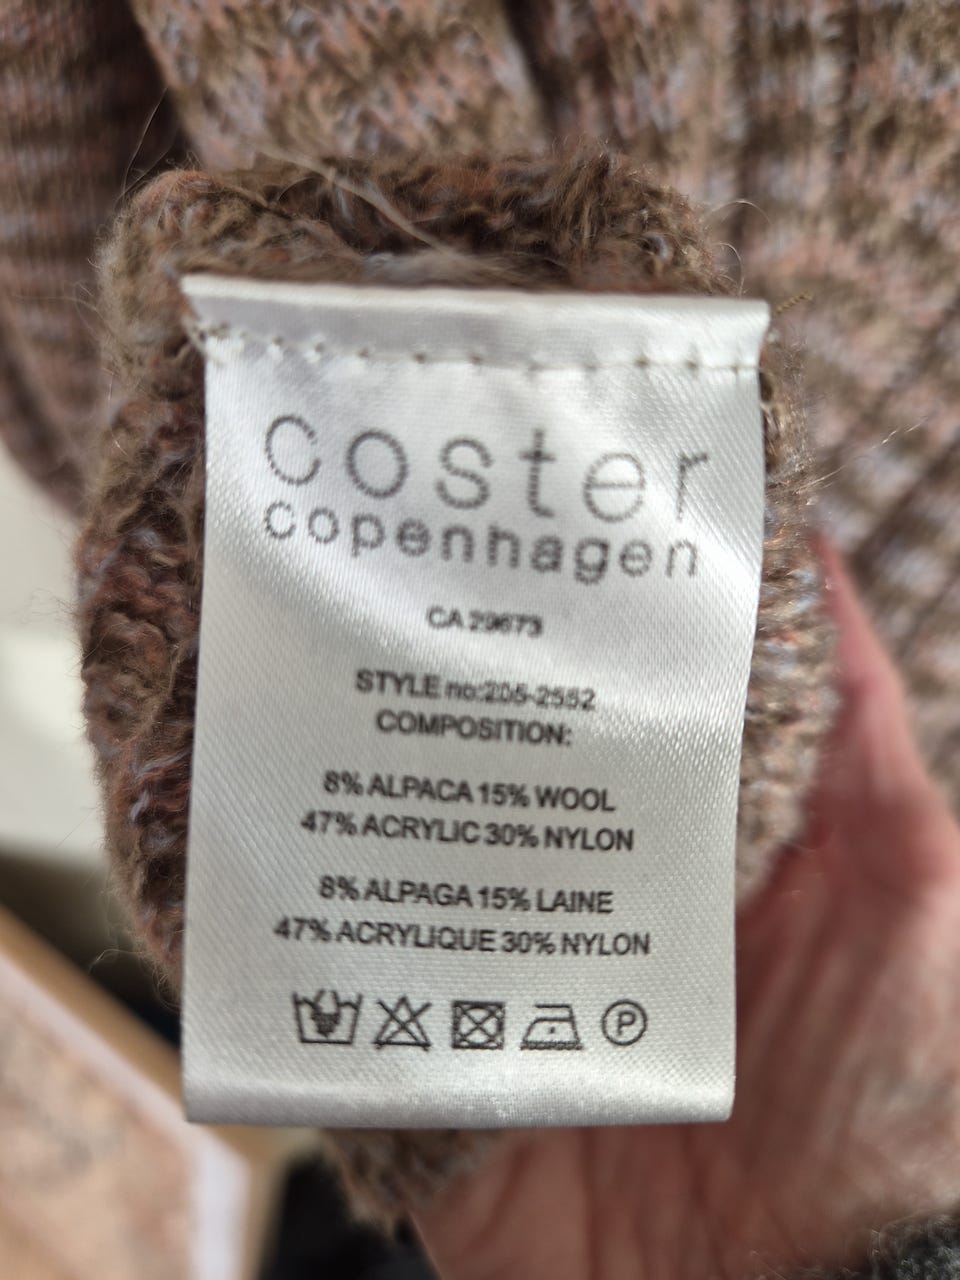 coster
copenhagen
CA 29673
STYLE no:205-2552
COMPOSITION:
8% ALPACA 15% WOOL
47% ACRYLIC 30% NYLON
8% ALPAGA 15% LAINE
47% ACRYLIQUE 30% NYLON
P